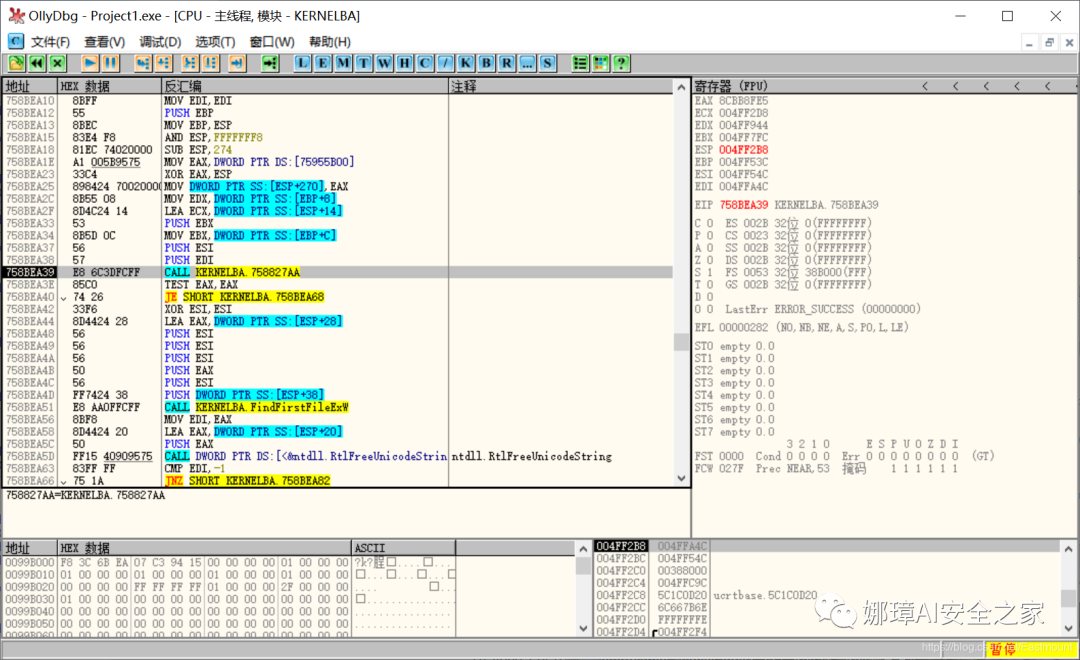 OllyDbg - Project1.exe - [CPU - 主线程, 模块 - KERNELBA]
C 文件(F) 查看(V) 调试(D) 选项(T) 窗口(W) 帮助(H)
L E M T W H C / K B R ... S ?
地址 HEX 数据 反汇编 注释
758BEA10 8BFF MOV EDI,EDI
758BEA12 55 PUSH EBP
758BEA13 8BEC MOV EBP,ESP
758BEA15 83E4 F8 AND ESP,FFFFFFF8
758BEA18 81EC 74020000 SUB ESP,274
758BEA1E A1 005B9575 MOV EAX,DWORD PTR DS:[75955B00]
758BEA23 33C4 XOR EAX,ESP
758BEA25 898424 7002000( MOV DWORD PTR SS:[ESP+270],EAX
758BEA2C 8B55 08 MOV EDX,DWORD PTR SS:[EBP+8]
758BEA2F 8D4C24 14 LEA ECX,DWORD PTR SS:[ESP+14]
758BEA33 53 PUSH EBX
758BEA34 8B5D 0C MOV EBX,DWORD PTR SS:[EBP+C]
758BEA37 56 PUSH ESI
758BEA38 57 PUSH EDI
758BEA39 E8 6C3DFCFF CALL KERNELBA.758827AA
758BEA3E 85C0 TEST EAX,EAX
758BEA40 74 26 JE SHORT KERNELBA.758BEA68
758BEA42 33F6 XOR ESI,ESI
758BEA44 8D4424 28 LEA EAX,DWORD PTR SS:[ESP+28]
758BEA48 56 PUSH ESI
758BEA49 56 PUSH ESI
758BEA4A 56 PUSH ESI
758BEA4B 50 PUSH EAX
758BEA4C 56 PUSH ESI
758BEA4D FF7424 38 PUSH DWORD PTR SS:[ESP+38]
758BEA51 E8 AA0FFCFF CALL KERNELBA.FindFirstFileExW
758BEA56 8BF8 MOV EDI,EAX
758BEA58 8D4424 20 LEA EAX,DWORD PTR SS:[ESP+20]
758BEA5C 50 PUSH EAX
758BEA5D FF15 40909575 CALL DWORD PTR DS:[<&ntdll.RtlFreeUnicodeStrin ntdll.RtlFreeUnicodeString
758BEA63 83FF FF CMP EDI,-1
758BEA66 75 1A JNZ SHORT KERNELBA.758BEA82
758827AA=KERNELBA.758827AA
寄存器 (FPU) < < < < <
EAX 8CBB8FE5
ECX 004FF2D8
EDX 004FF944
EBX 004FF7FC
ESP 004FF2B8
EBP 004FF53C
ESI 004FF54C
EDI 004FFA4C
EIP 758BEA39 KERNELBA.758BEA39
C 0 ES 002B 32位 0(FFFFFFFF)
P 0 CS 0023 32位 0(FFFFFFFF)
A 0 SS 002B 32位 0(FFFFFFFF)
Z 0 DS 002B 32位 0(FFFFFFFF)
S 1 FS 0053 32位 38B000(FFF)
T 0 GS 002B 32位 0(FFFFFFFF)
D 0
O 0 LastErr ERROR_SUCCESS (00000000)
EFL 00000282 (NO,NB,NE,A,S,PO,L,LE)
ST0 empty 0.0
ST1 empty 0.0
ST2 empty 0.0
ST3 empty 0.0
ST4 empty 0.0
ST5 empty 0.0
ST6 empty 0.0
ST7 empty 0.0
3 2 1 0 E S P U O Z D I
FST 0000 Cond 0 0 0 0 Err 0 0 0 0 0 0 0 0 (GT)
FCW 027F Prec NEAR,53 掩码 1 1 1 1 1 1
地址 HEX 数据 ASCII
0099B000 F8 3C 6B EA 07 C3 94 15 00 00 00 00 01 00 00 00
0099B010 01 00 00 00 01 00 00 00 01 00 00 00 01 00 00 00
0099B020 00 00 00 00 FF FF FF FF 01 00 00 00 2F 00 00 00
0099B030 01 00 00 00 00 00 00 00 00 00 00 00 00 00 00 00
0099B040 00 00 00 00 00 00 00 00 00 00 00 00 00 00 00 00
0099B050 00 00 00 00 00 00 00 00 00 00 00 00 00 00 00 00
0099B060 00 00 00 00 00 00 00 00 00 00 00 00 00 00 00 00
004FF2B8 004FFA4C
004FF2BC 004FF54C
004FF2C0 00388000
004FF2C4 004FFC9C
004FF2C8 5C1C0D20 ucrtbase.5C1C0D20
004FF2CC 6C667B6E
004FF2D0 FFFFFFFE
004FF2D4 004FF2F4
娜璋AI安全之家
暂停